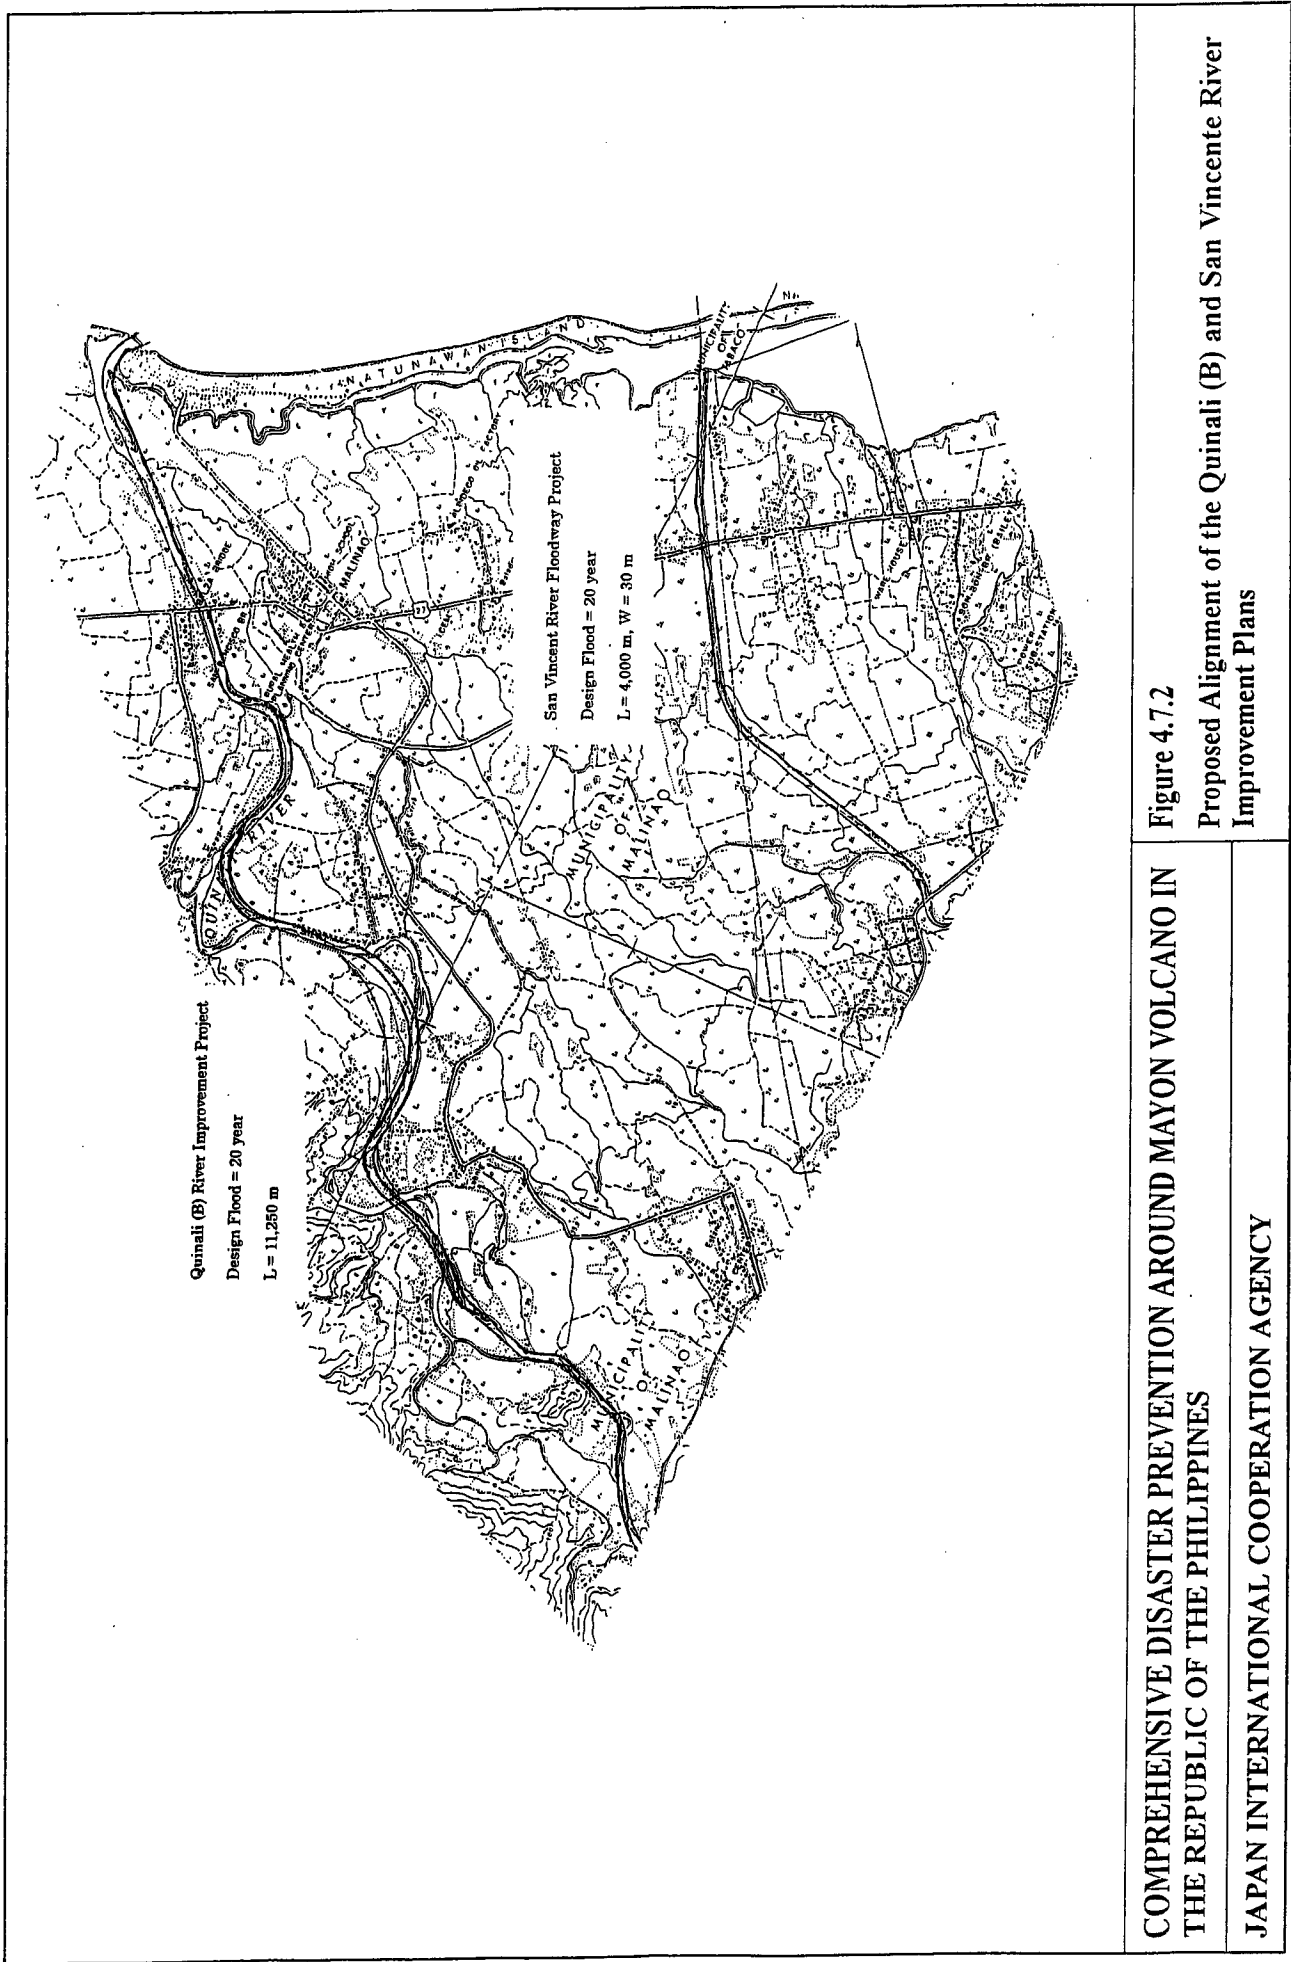 Quinali (B) River Improvement Project
Design Flood = 20 year
L = 11,250 m
San Vincent River Floodway Project
Design Flood = 20 year
L = 4,000 m, W = 30 m
NATUNAWAN ISLAND
RIVER
MALINAO
MUNICIPALITY
OF
MALINAO
MUNICIPALITY
OF
MALINAO
MUNICIPALITY
OF
TABACO
COMPREHENSIVE DISASTER PREVENTION AROUND MAYON VOLCANO IN
THE REPUBLIC OF THE PHILIPPINES
JAPAN INTERNATIONAL COOPERATION AGENCY
Figure 4.7.2
Proposed Alignment of the Quinali (B) and San Vincente River
Improvement Plans